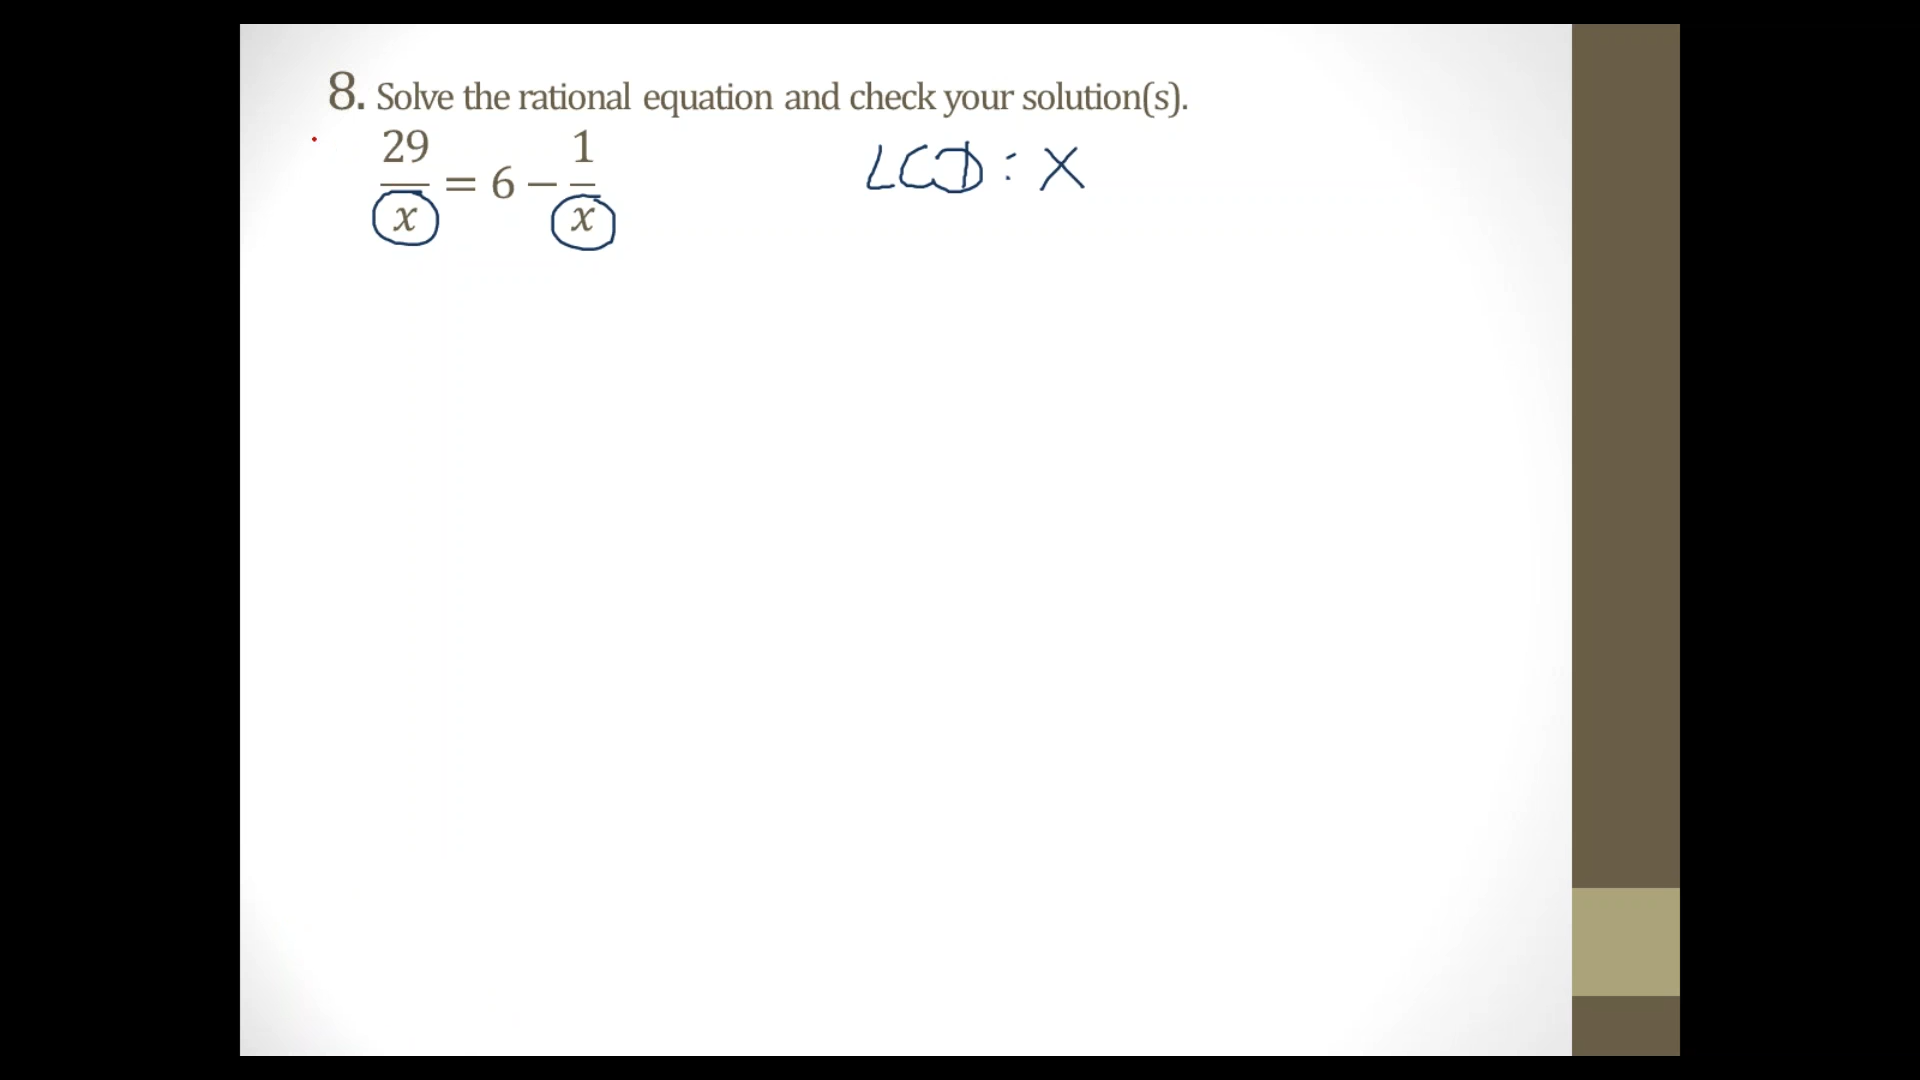 8. Solve the rational equation and check your solution(s).
29/x = 6 − 1/x
LCD : X